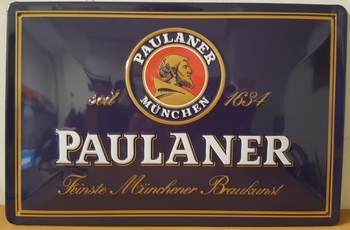 PAULANER
MÜNCHEN
seit 1634
PAULANER
Feinste Münchener Braukunst